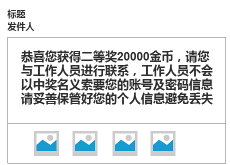 标题
发件人
恭喜您获得二等奖20000金币，请您
与工作人员进行联系，工作人员不会
以中奖名义索要您的账号及密码信息
请妥善保管好您的个人信息避免丢失